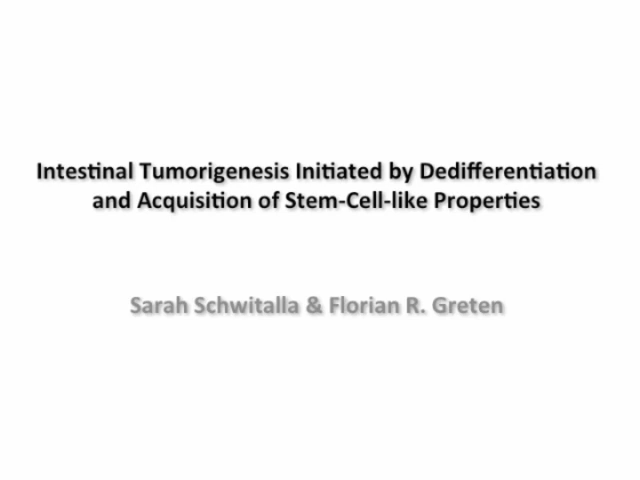 Intestinal Tumorigenesis Initiated by Dedifferentiation
and Acquisition of Stem-Cell-like Properties
Sarah Schwitalla & Florian R. Greten